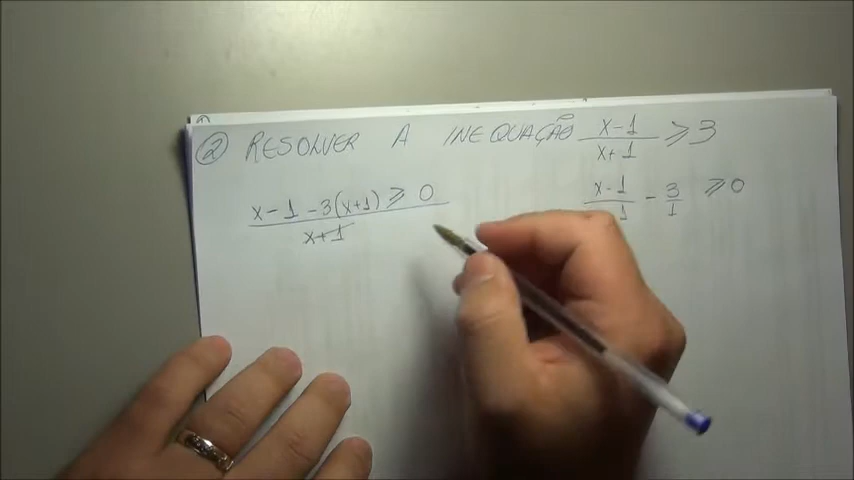 ② RESOLVER A INEQUAÇÃO x-1/x+1 ≥ 3
x-1 -3(x+1) ≥ 0 / x+1
x-1/1 - 3/1 ≥ 0